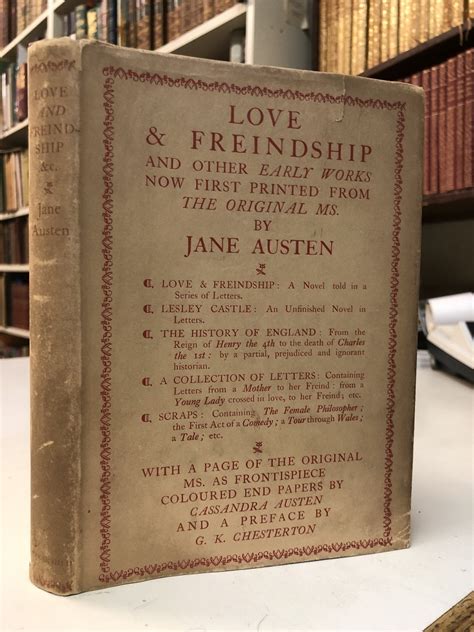 LOVE
AND
FREIND
SHIP
&c.
Jane
Austen
LOVE
& FREINDSHIP
AND OTHER EARLY WORKS
NOW FIRST PRINTED FROM
THE ORIGINAL MS.
BY
JANE AUSTEN
LOVE & FREINDSHIP: A Novel told in a
Series of Letters.
LESLEY CASTLE: An Unfinished Novel in
Letters.
THE HISTORY OF ENGLAND: From the
Reign of Henry the 4th to the death of Charles
the 1st: by a partial, prejudiced and ignorant
historian.
A COLLECTION OF LETTERS: Containing
Letters from a Mother to her Freind: from a
Young Lady crossed in love, to her Freind; etc.
SCRAPS: Containing The Female Philosopher;
the First Act of a Comedy; a Tour through Wales;
a Tale; etc.
WITH A PAGE OF THE ORIGINAL
MS. AS FRONTISPIECE
COLOURED END PAPERS BY
CASSANDRA AUSTEN
AND A PREFACE BY
G. K. CHESTERTON